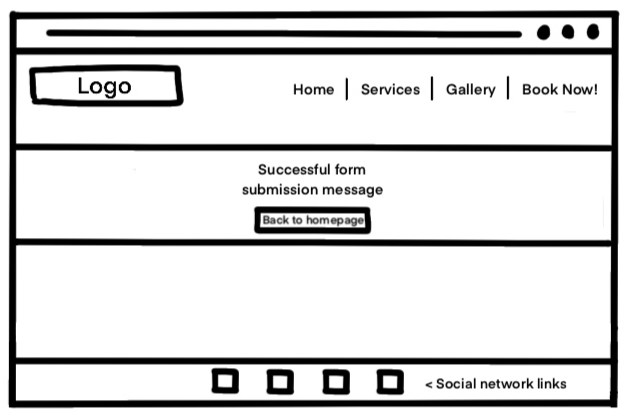 Logo
Home | Services | Gallery | Book Now!
Successful form
submission message
Back to homepage
< Social network links